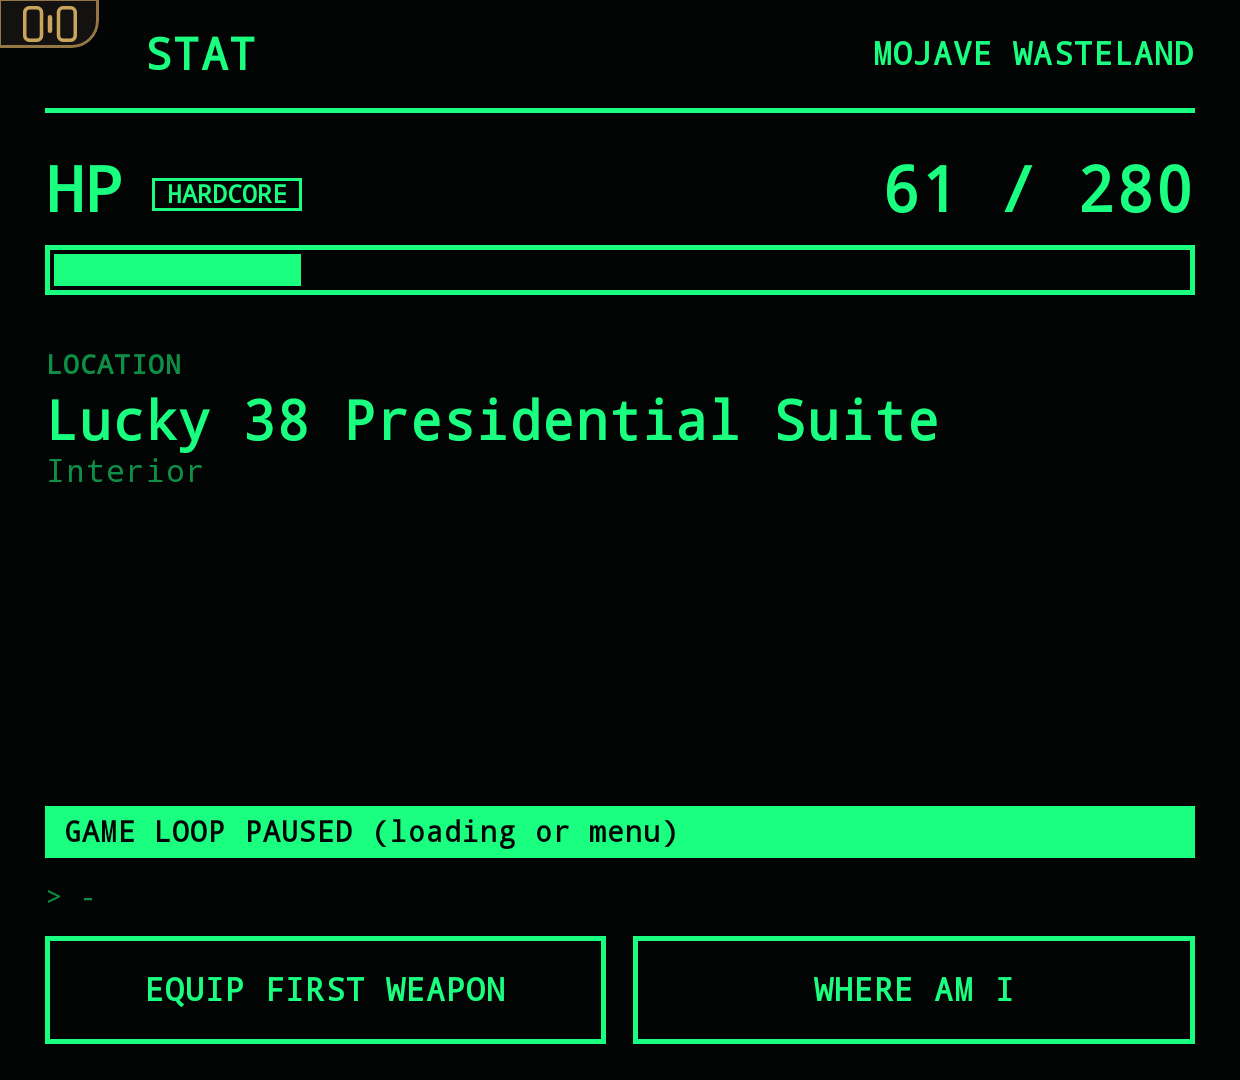 STAT
MOJAVE WASTELAND
HP HARDCORE 61 / 280
LOCATION
Lucky 38 Presidential Suite
Interior
GAME LOOP PAUSED (loading or menu)
> -
EQUIP FIRST WEAPON
WHERE AM I